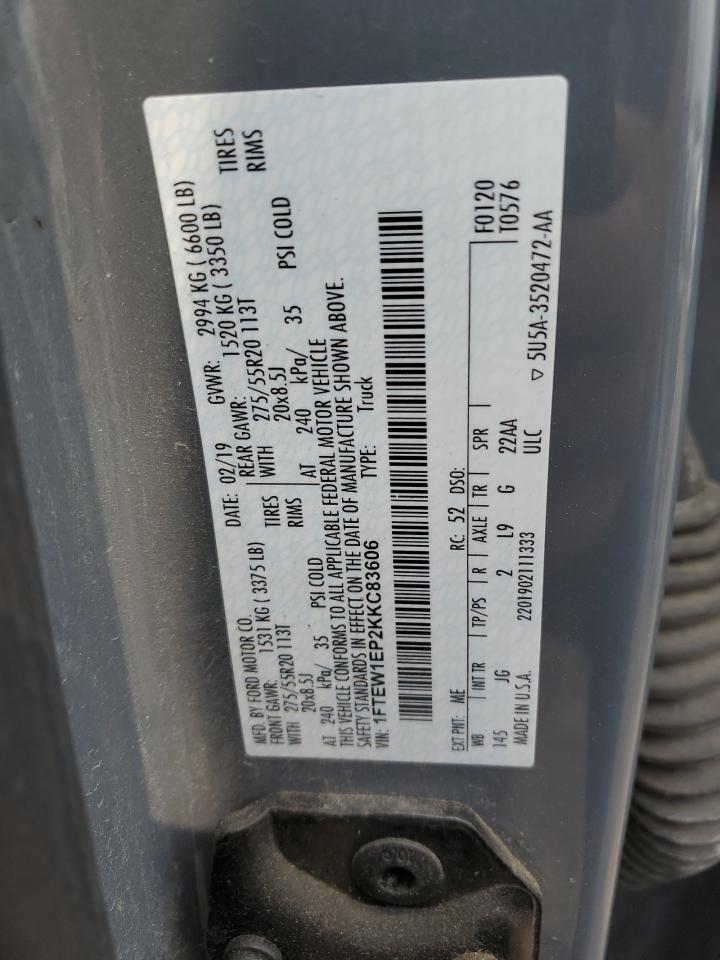 MFD. BY FORD MOTOR CO.
DATE: 02/19 GVWR: 2994 KG ( 6600 LB)
FRONT GAWR: 1531 KG ( 3375 LB) REAR GAWR: 1520 KG ( 3350 LB)
WITH 275/55R20 113T TIRES WITH 275/55R20 113T TIRES
20x8.5J RIMS 20x8.5J RIMS
AT 240 kPa/ 35 PSI COLD AT 240 kPa/ 35 PSI COLD
THIS VEHICLE CONFORMS TO ALL APPLICABLE FEDERAL MOTOR VEHICLE
SAFETY STANDARDS IN EFFECT ON THE DATE OF MANUFACTURE SHOWN ABOVE.
VIN: 1FTEW1EP2KKC83606 TYPE: Truck
F0120
T0576
EXT PNT: ME RC: 52 DSO:
WB INT TR TP/PS R AXLE TR SPR
145 JG 2 L9 G 22AA
MADE IN U.S.A. 2201902111333 ULC ▽ 5U5A-3520472-AA